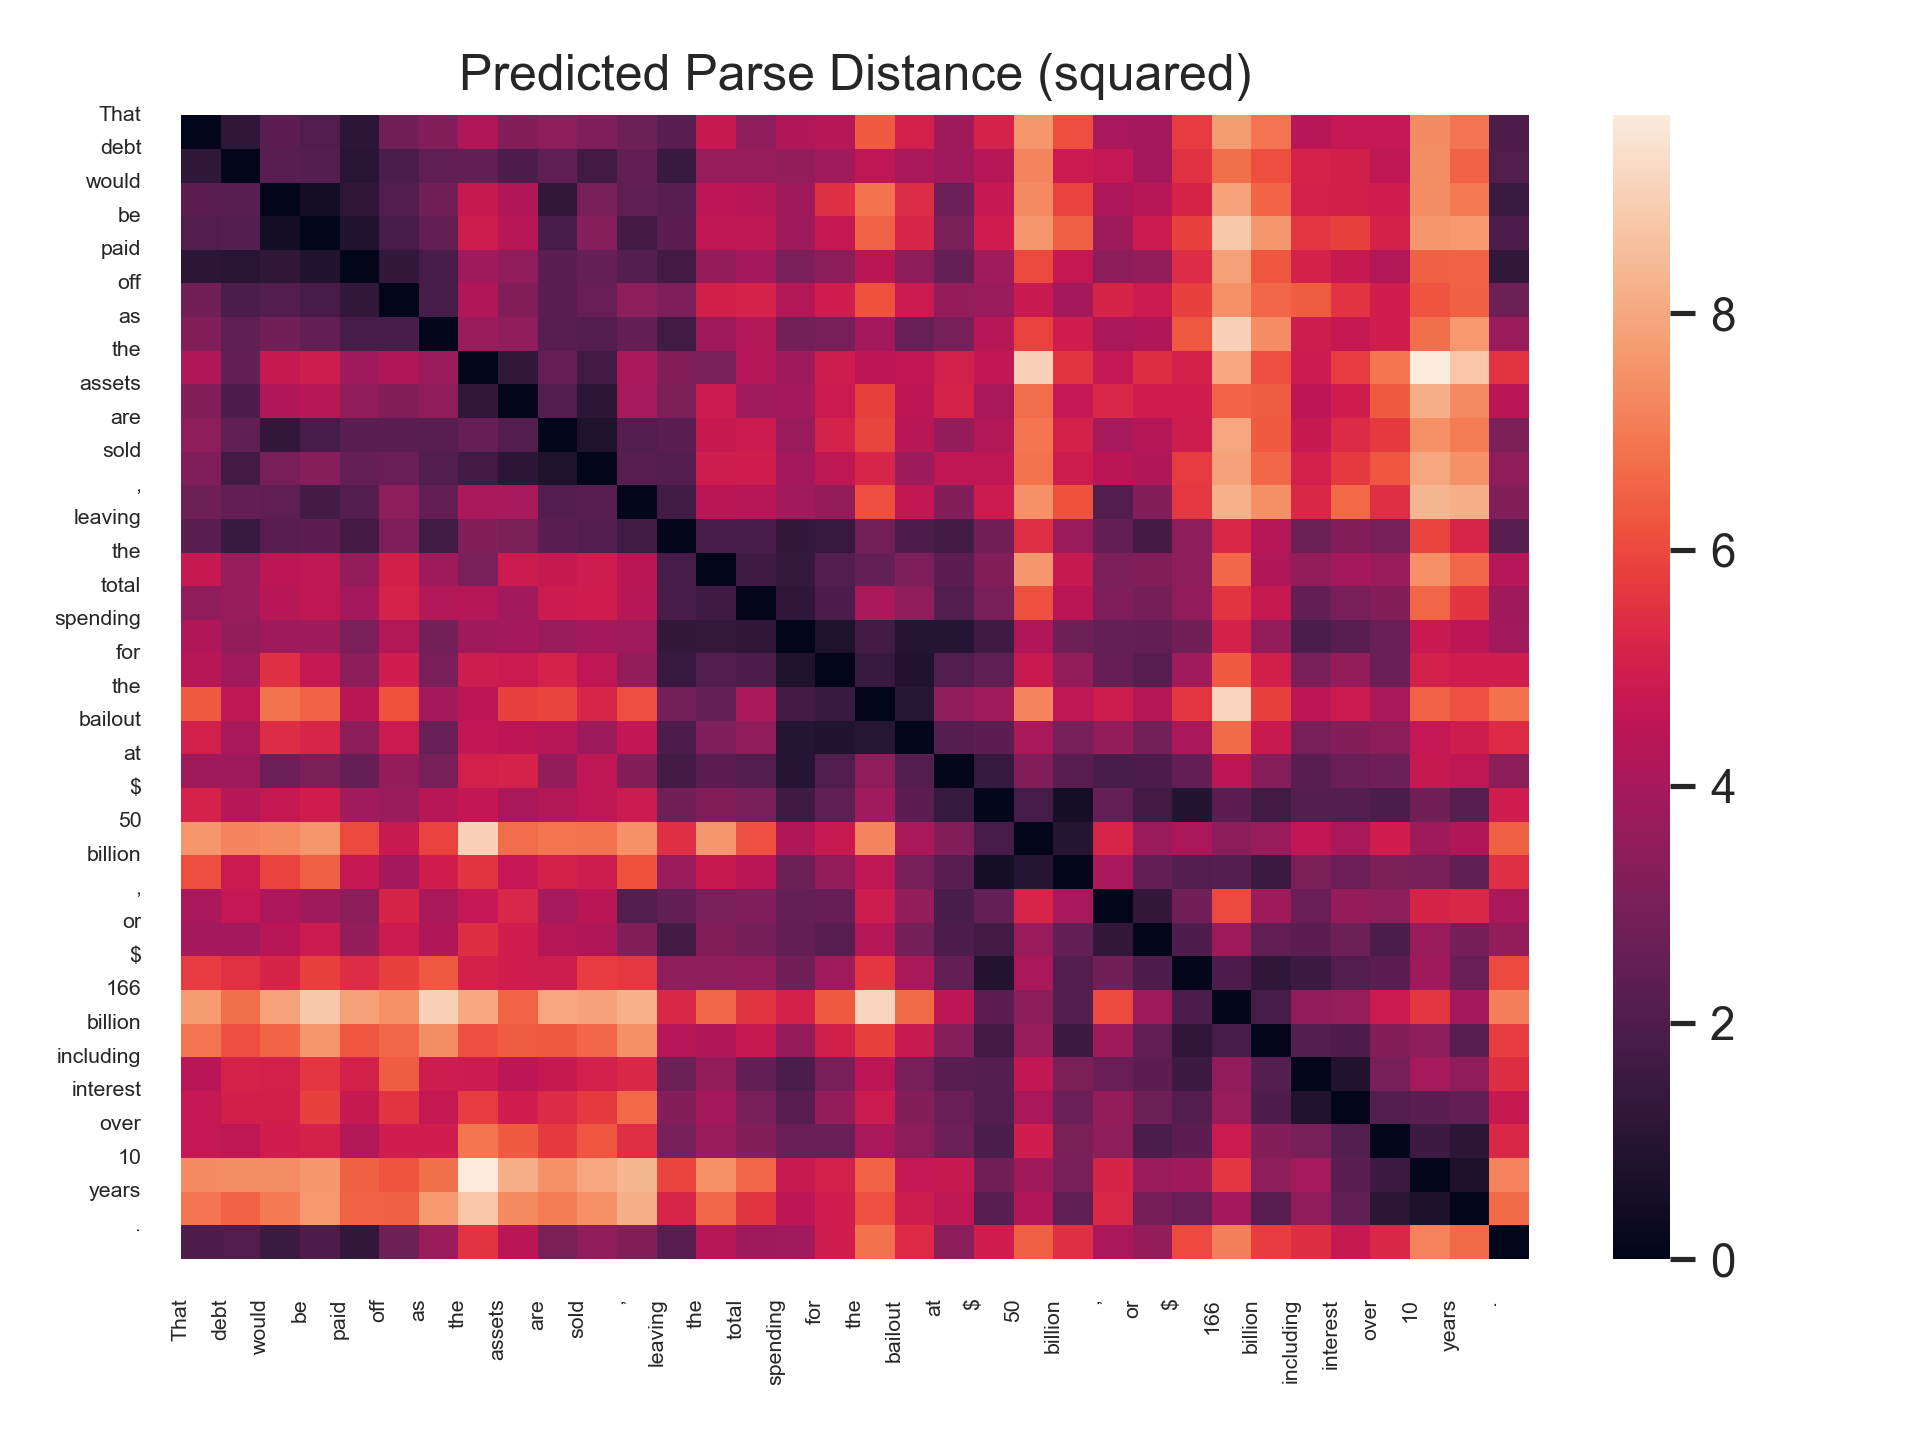 Predicted Parse Distance (squared)
That
debt
would
be
paid
off
as
the
assets
are
sold
,
leaving
the
total
spending
for
the
bailout
at
$
50
billion
,
or
$
166
billion
including
interest
over
10
years
.
That
debt
would
be
paid
off
as
the
assets
are
sold
,
leaving
the
total
spending
for
the
bailout
at
$
50
billion
,
or
$
166
billion
including
interest
over
10
years
.
8
6
4
2
0